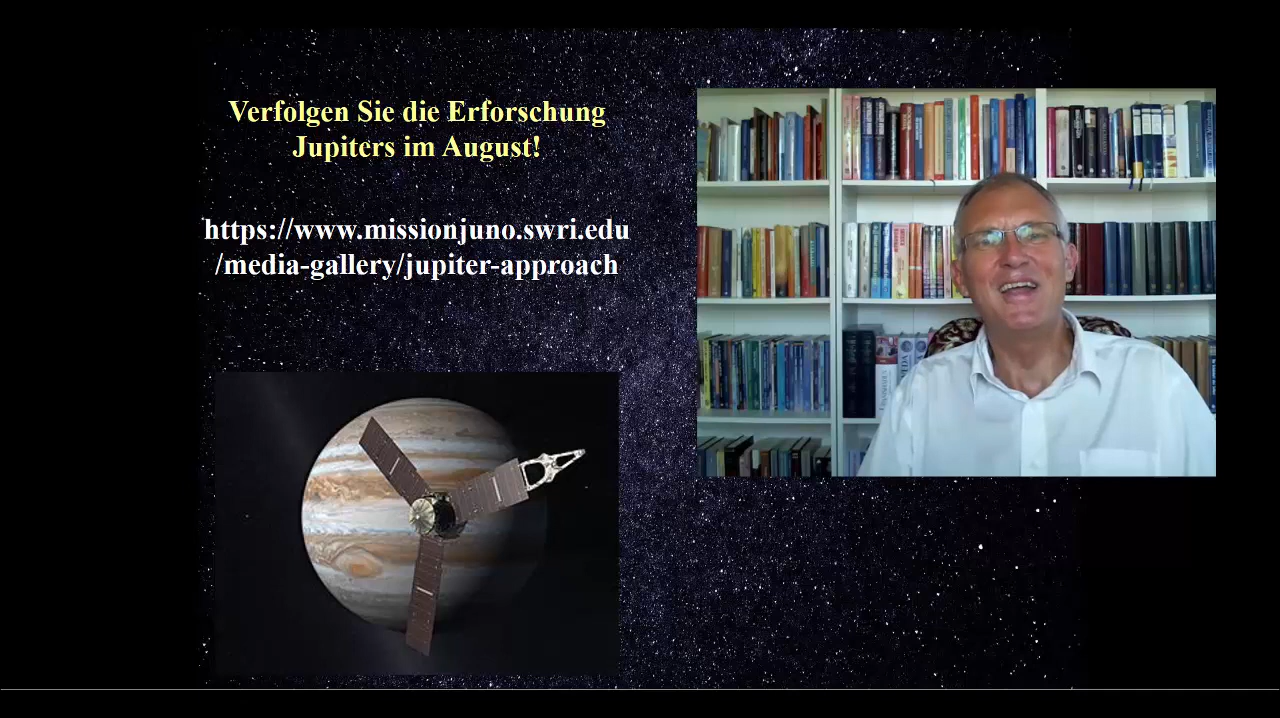 Verfolgen Sie die Erforschung
Jupiters im August!
https://www.missionjuno.swri.edu
/media-gallery/jupiter-approach